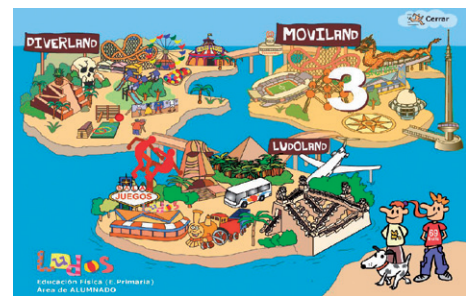 Cerrar
DIVERLAND
MOVILAND
3
LUDOLAND
JUEGOS
Ludos
Educación Física (E. Primaria)
Área de ALUMNADO